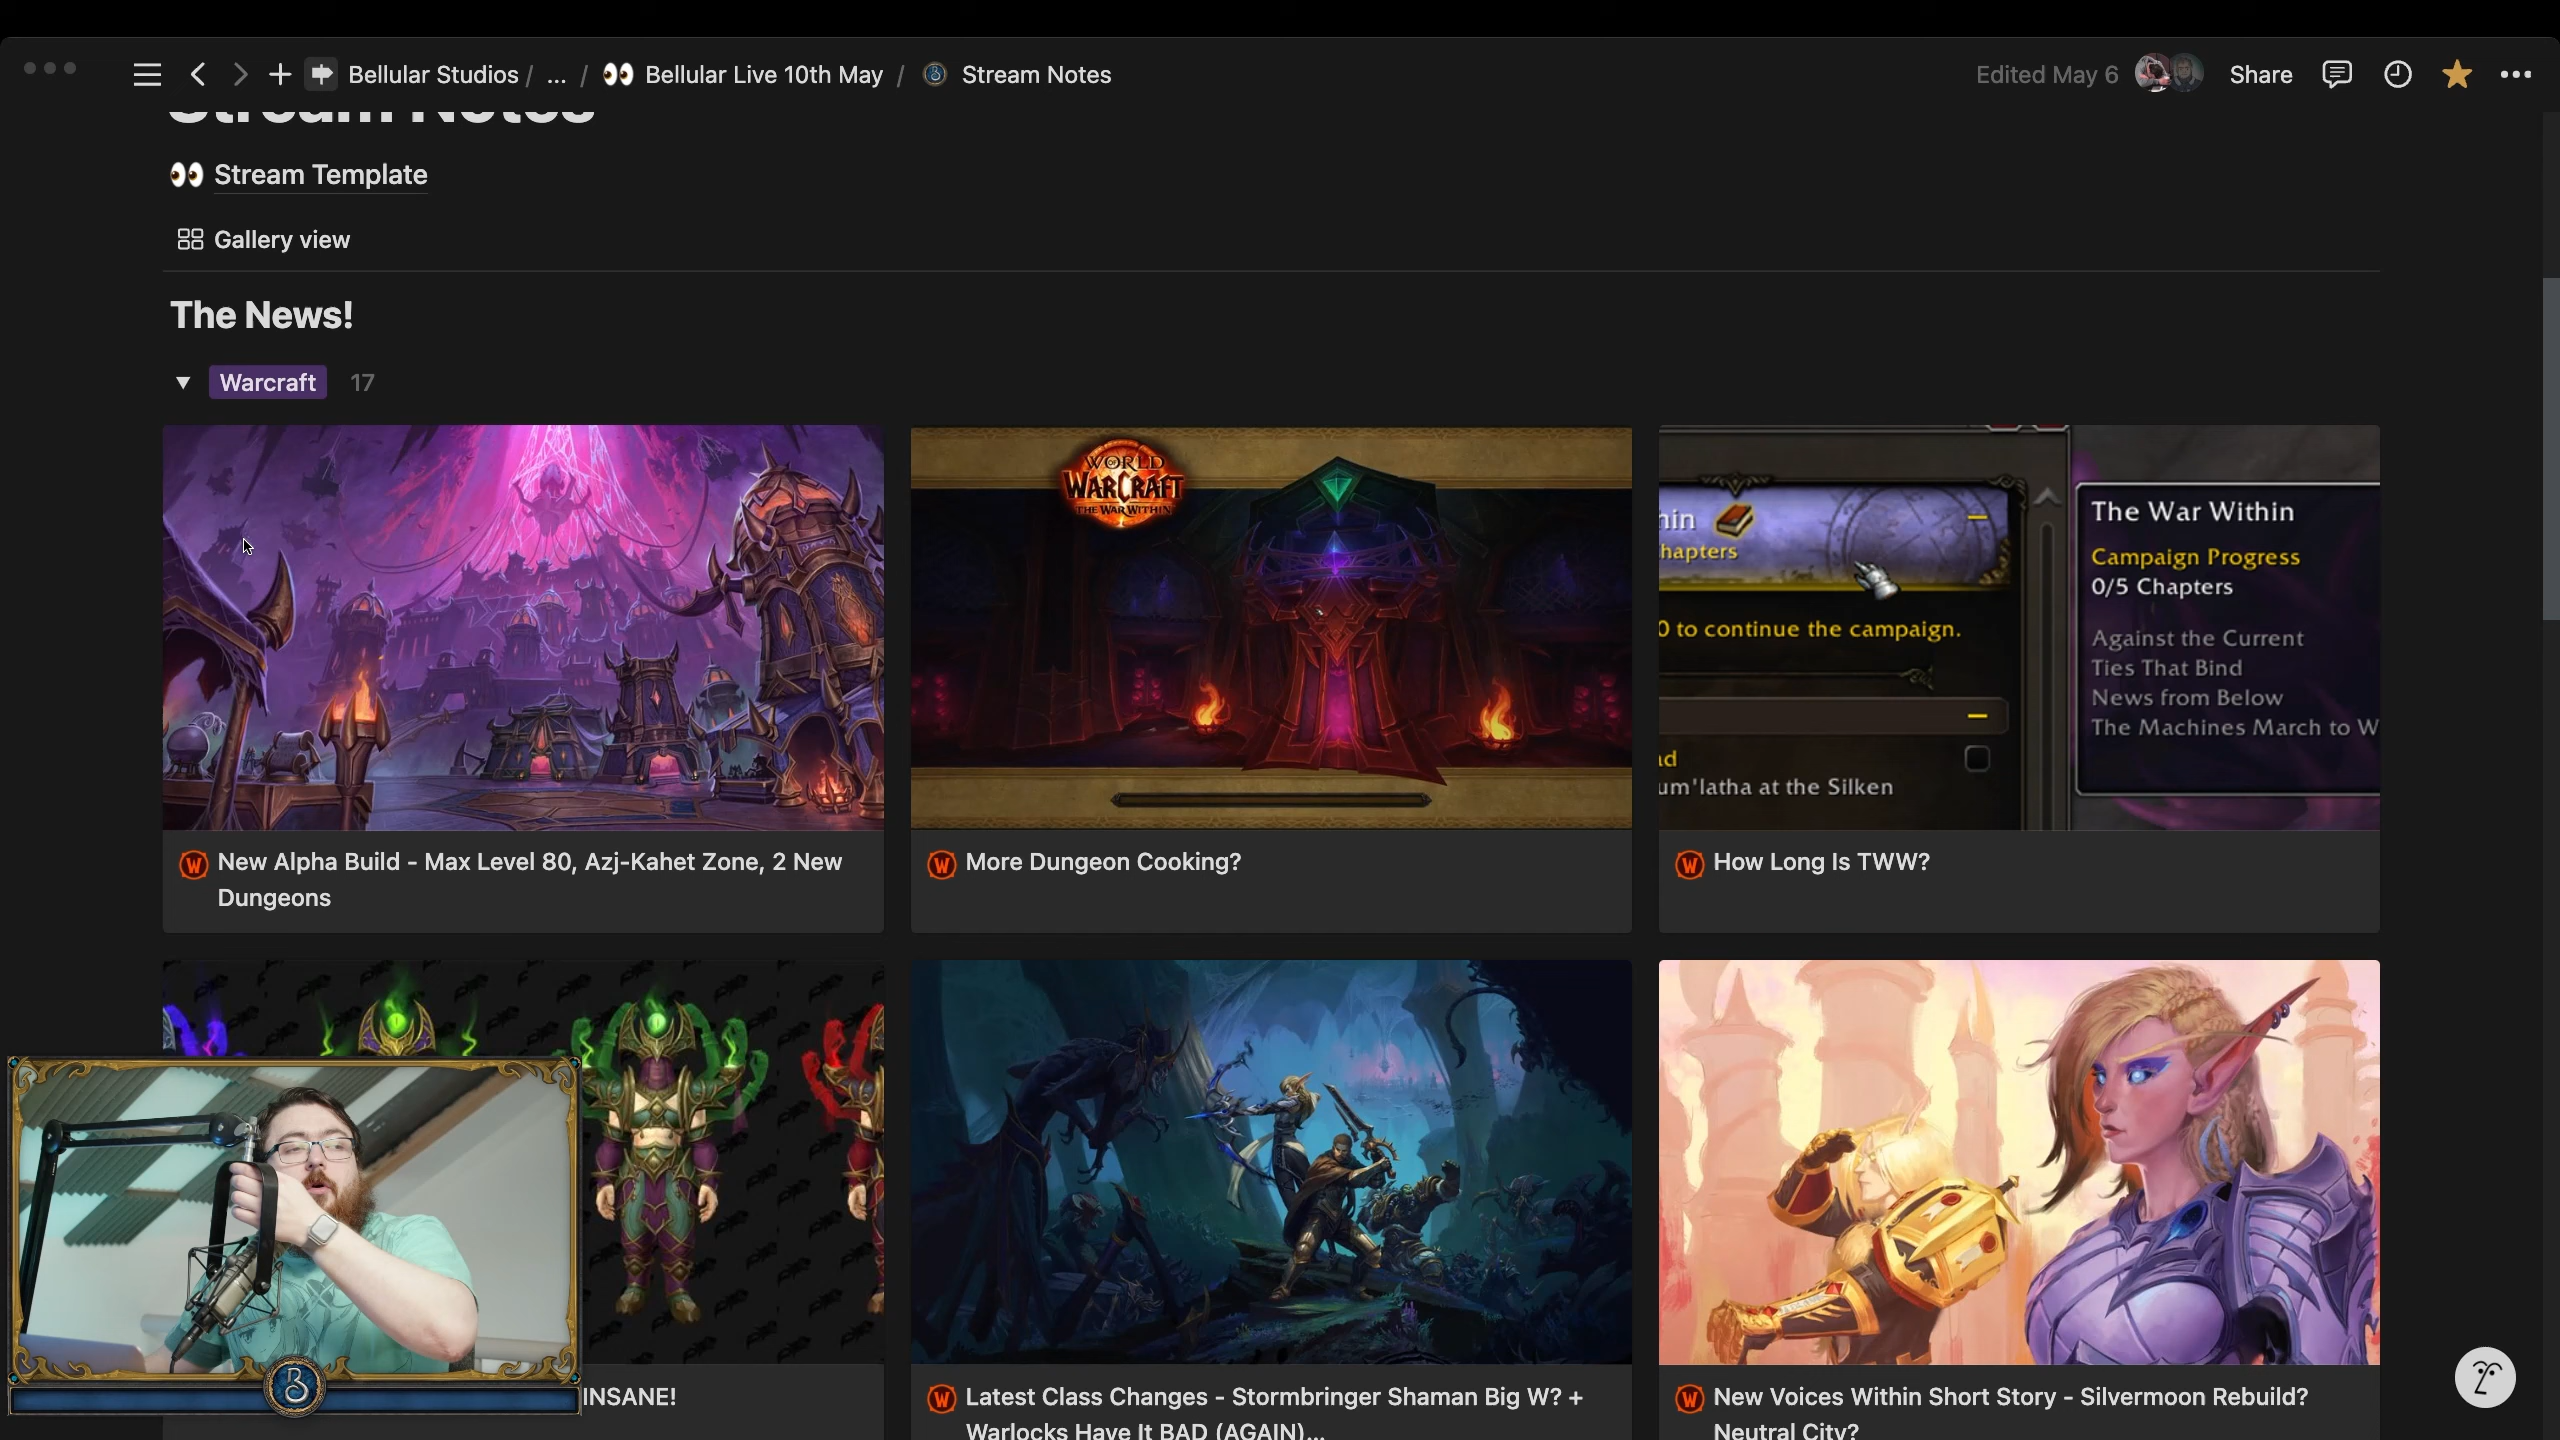 Bellular Studios / ... / 👀 Bellular Live 10th May / Stream Notes
Edited May 6 Share
Stream Notes
👀 Stream Template
Gallery view
The News!
Warcraft 17
WORLD
WARCRAFT
THE WAR WITHIN
hin
hapters
0 to continue the campaign.
ad
um'latha at the Silken
The War Within
Campaign Progress
0/5 Chapters
Against the Current
Ties That Bind
News from Below
The Machines March to W
New Alpha Build - Max Level 80, Azj-Kahet Zone, 2 New
Dungeons
More Dungeon Cooking?
How Long Is TWW?
INSANE!
Latest Class Changes - Stormbringer Shaman Big W? +
Warlocks Have It BAD (AGAIN)...
New Voices Within Short Story - Silvermoon Rebuild?
Neutral City?
B